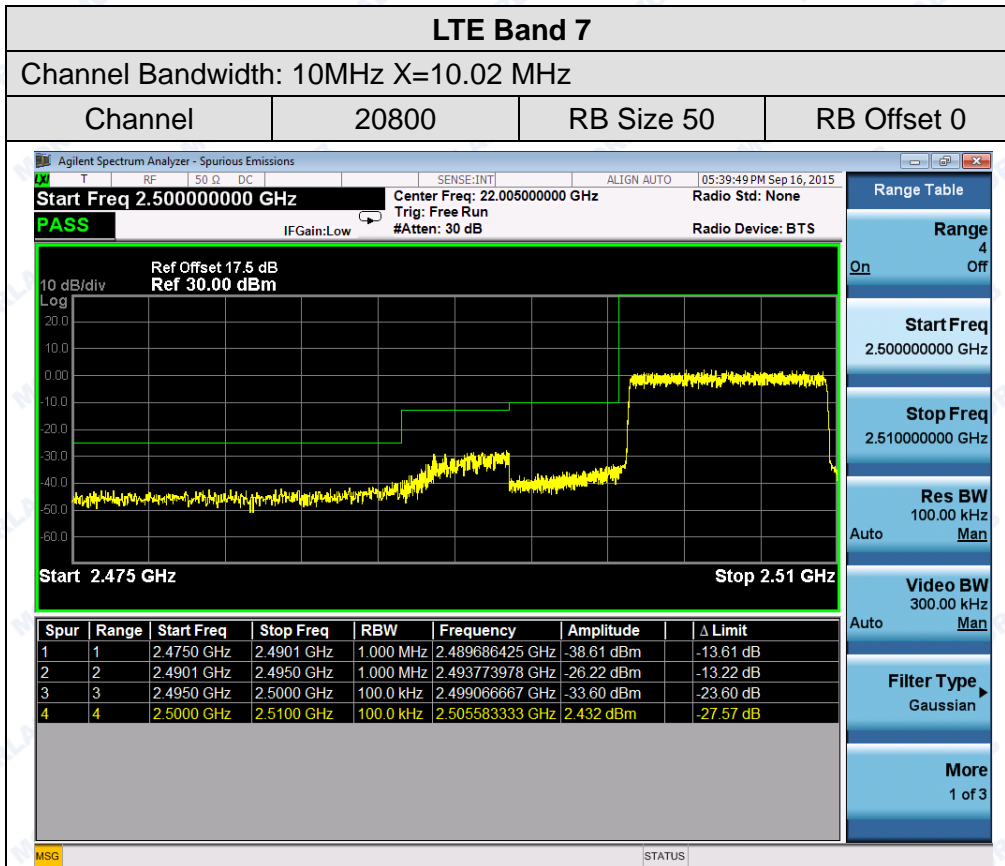 LTE Band 7
Channel Bandwidth: 10MHz X=10.02 MHz
Channel 20800 RB Size 50 RB Offset 0
Agilent Spectrum Analyzer - Spurious Emissions
LXI T RF 50 Ω DC SENSE:INT ALIGN AUTO 05:39:49 PM Sep 16, 2015
Start Freq 2.500000000 GHz Center Freq: 22.005000000 GHz Radio Std: None
Trig: Free Run
PASS IFGain:Low #Atten: 30 dB Radio Device: BTS
Ref Offset 17.5 dB
10 dB/div Ref 30.00 dBm
Log
20.0
10.0
0.00
-10.0
-20.0
-30.0
-40.0
-50.0
-60.0
Start 2.475 GHz Stop 2.51 GHz
Spur Range Start Freq Stop Freq RBW Frequency Amplitude Δ Limit
1 1 2.4750 GHz 2.4901 GHz 1.000 MHz 2.489686425 GHz -38.61 dBm -13.61 dB
2 2 2.4901 GHz 2.4950 GHz 1.000 MHz 2.493773978 GHz -26.22 dBm -13.22 dB
3 3 2.4950 GHz 2.5000 GHz 100.0 kHz 2.499066667 GHz -33.60 dBm -23.60 dB
4 4 2.5000 GHz 2.5100 GHz 100.0 kHz 2.505583333 GHz 2.432 dBm -27.57 dB
MSG STATUS
Range Table
Range
4
On Off
Start Freq
2.500000000 GHz
Stop Freq
2.510000000 GHz
Res BW
100.00 kHz
Auto Man
Video BW
300.00 kHz
Auto Man
Filter Type
Gaussian
More
1 of 3